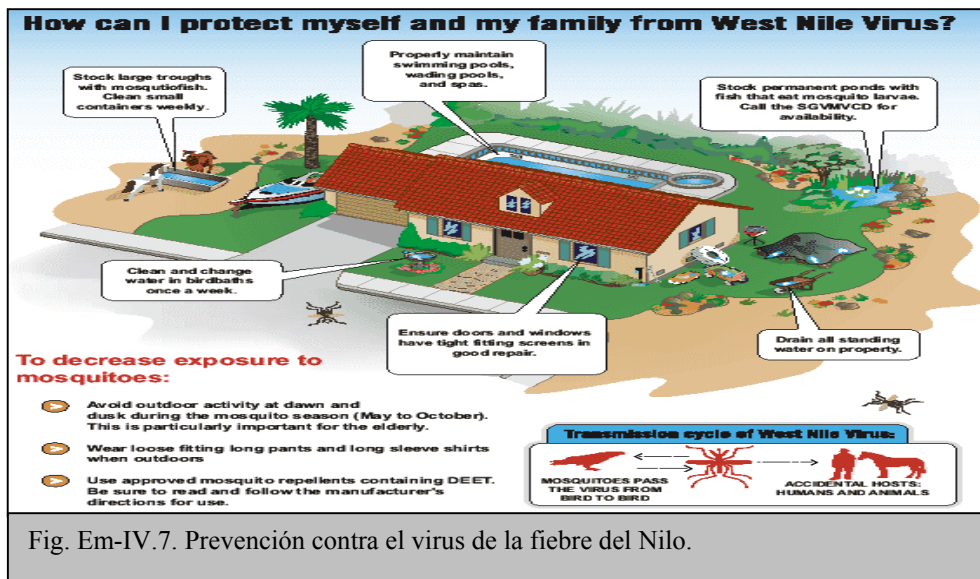 How can I protect myself and my family from West Nile Virus?
Properly maintain
swimming pools,
wading pools,
and spas.
Stock large troughs
with mosqutiofish.
Clean small
containers weekly.
Stock permanent ponds with
fish that eat mosquito larvae.
Call the SGVMVCD for
availability.
Clean and change
water in birdbaths
once a week.
Ensure doors and windows
have tight fitting screens in
good repair.
Drain all standing
water on property.
To decrease exposure to
mosquitoes:
Avoid outdoor activity at dawn and
dusk during the mosquito season (May to October).
This is particularly important for the elderly.
Wear loose fitting long pants and long sleeve shirts
when outdoors
Use approved mosquito repellents containing DEET.
Be sure to read and follow the manufacturer's
directions for use.
Transmission cycle of West Nile Virus:
MOSQUITOES PASS
THE VIRUS FROM
BIRD TO BIRD
ACCIDENTAL HOSTS:
HUMANS AND ANIMALS
Fig. Em-IV.7. Prevención contra el virus de la fiebre del Nilo.